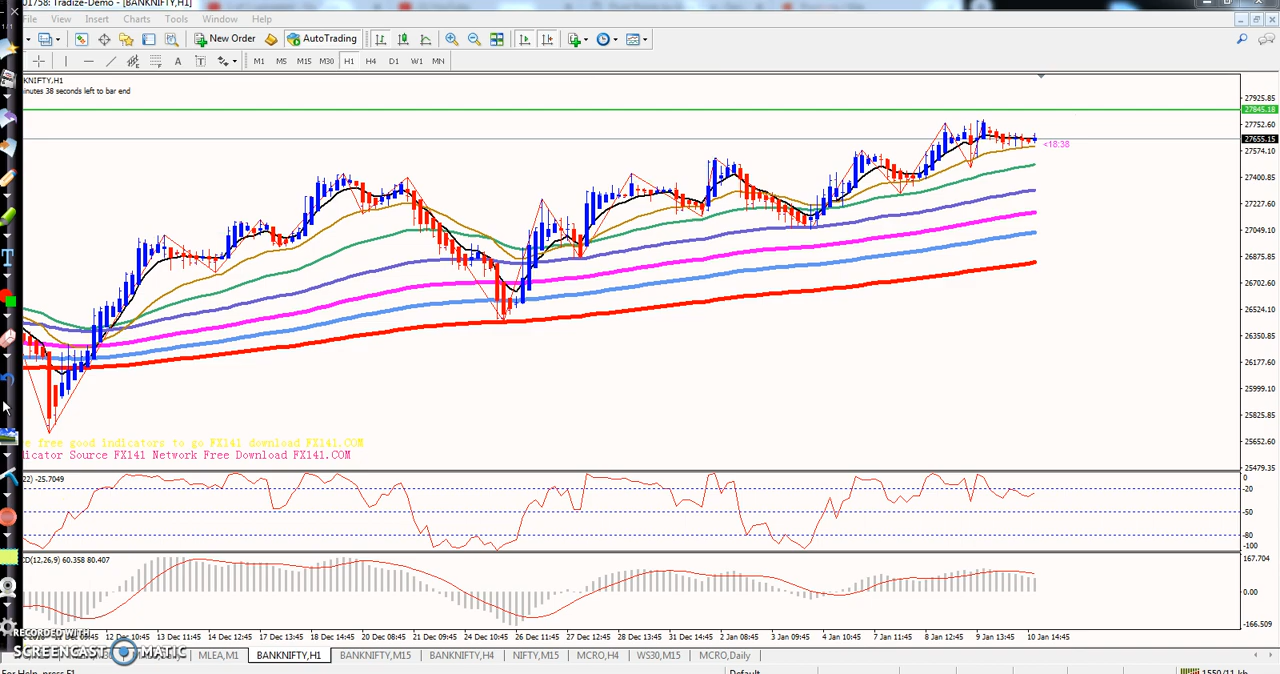 01758: Tradize-Demo - [BANKNIFTY,H1]
File View Insert Charts Tools Window Help
New Order AutoTrading
A T M1 M5 M15 M30 H1 H4 D1 W1 MN
KNIFTY,H1
inutes 38 seconds left to bar end
27925.85
27845.18
27752.60
27655.15
<18:38
27574.10
27400.85
27227.60
27049.10
26875.85
26702.60
26524.10
26350.85
26177.60
25999.10
25825.85
25652.60
25479.35
e free good indicators to go FX141 download FX141.COM
dicator Source FX141 Network Free Download FX141.COM
22) -25.7049
0
-20
-50
-80
-100
CD(12,26,9) 60.358 80.407
167.704
0.00
-166.509
12 Dec 10:45 13 Dec 11:45 14 Dec 12:45 17 Dec 13:45 18 Dec 14:45 20 Dec 08:45 21 Dec 09:45 24 Dec 10:45 26 Dec 11:45 27 Dec 12:45 28 Dec 13:45 31 Dec 14:45 2 Jan 08:45 3 Jan 09:45 4 Jan 10:45 7 Jan 11:45 8 Jan 12:45 9 Jan 13:45 10 Jan 14:45
RECORDED WITH
SCREENCAST MATIC
MLEA,M1 BANKNIFTY,H1 BANKNIFTY,M15 BANKNIFTY,H4 NIFTY,M15 MCRO,H4 WS30,M15 MCRO,Daily
For Help, press F1 Default 1550/11 kb